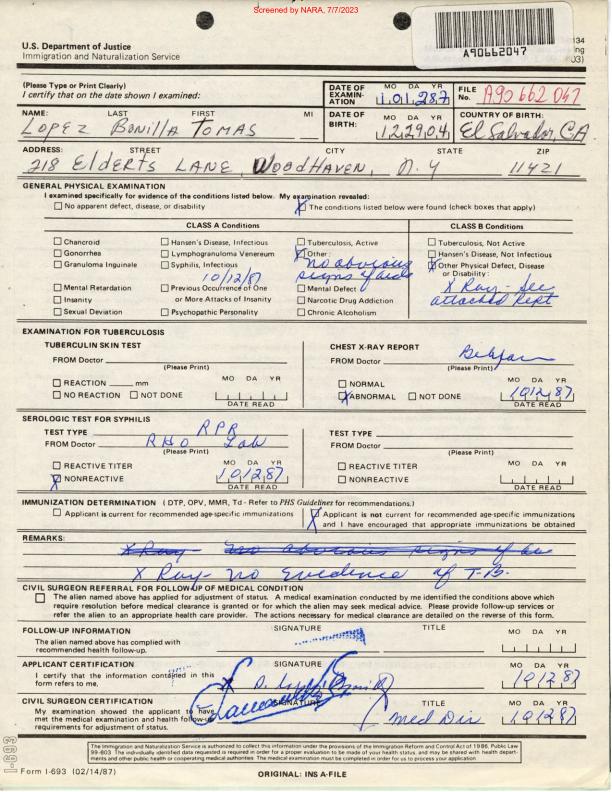 Screened by NARA, 7/7/2023
U.S. Department of Justice
Immigration and Naturalization Service
A90662047
134
ng
03)
(Please Type or Print Clearly)
I certify that on the date shown I examined:
DATE OF EXAMIN- ATION MO DA YR 10 12 87
FILE No. A90 662 047
NAME: LAST FIRST MI
LOPEZ BONILLA TOMAS
DATE OF BIRTH: MO DA YR 12 29 04
COUNTRY OF BIRTH: El Salvador, CA
ADDRESS: STREET CITY STATE ZIP
218 Elderts LANE, WOODHAVEN, N.Y 11421
GENERAL PHYSICAL EXAMINATION
I examined specifically for evidence of the conditions listed below. My examination revealed:
No apparent defect, disease, or disability
X The conditions listed below were found (check boxes that apply)
CLASS A Conditions
Chancroid
Gonorrhea
Granuloma Inguinale
Mental Retardation
Insanity
Sexual Deviation
Hansen's Disease, Infectious
Lymphogranuloma Venereum
Syphilis, Infectious
10/12/87
Previous Occurrence of One
or More Attacks of Insanity
Psychopathic Personality
Tuberculosis, Active
X Other:
no obvious
signs of aids
Mental Defect
Narcotic Drug Addiction
Chronic Alcoholism
CLASS B Conditions
Tuberculosis, Not Active
Hansen's Disease, Not Infectious
X Other Physical Defect, Disease
or Disability:
X Ray - See
attached Rept
EXAMINATION FOR TUBERCULOSIS
TUBERCULIN SKIN TEST
FROM Doctor
(Please Print)
REACTION mm
NO REACTION NOT DONE
MO DA YR
DATE READ
CHEST X-RAY REPORT
FROM Doctor
(Please Print)
NORMAL
X ABNORMAL NOT DONE
MO DA YR
10 12 87
DATE READ
SEROLOGIC TEST FOR SYPHILIS
TEST TYPE RPR
FROM Doctor Lab
(Please Print)
REACTIVE TITER
X NONREACTIVE
MO DA YR
10 12 87
DATE READ
TEST TYPE
FROM Doctor
(Please Print)
REACTIVE TITER
NONREACTIVE
MO DA YR
DATE READ
IMMUNIZATION DETERMINATION (DTP, OPV, MMR, Td - Refer to PHS Guidelines for recommendations.)
Applicant is current for recommended age-specific immunizations
X Applicant is not current for recommended age-specific immunizations
and I have encouraged that appropriate immunizations be obtained
REMARKS:
X Ray - no obvious signs of
X Ray - no evidence of T.B.
CIVIL SURGEON REFERRAL FOR FOLLOW-UP OF MEDICAL CONDITION
The alien named above has applied for adjustment of status. A medical examination conducted by me identified the conditions above which
require resolution before medical clearance is granted or for which the alien may seek medical advice. Please provide follow-up services or
refer the alien to an appropriate health care provider. The actions necessary for medical clearance are detailed on the reverse of this form.
FOLLOW-UP INFORMATION
The alien named above has complied with
recommended health follow-up.
SIGNATURE TITLE MO DA YR
APPLICANT CERTIFICATION
I certify that the information contained in this
form refers to me.
SIGNATURE MO DA YR
X 10 12 87
CIVIL SURGEON CERTIFICATION
My examination showed the applicant to have
met the medical examination and health follow-up
requirements for adjustment of status.
SIGNATURE TITLE MO DA YR
Med Dir 10 12 87
The Immigration and Naturalization Service is authorized to collect this information under the provisions of the Immigration Reform and Control Act of 1986, Public Law
99-603. The individually identified data requested is required in order for a proper evaluation to be made of your health status, and may be shared with health depart-
ments and other public health or cooperating medical authorities. The medical examination must be completed in order for us to process your application.
Form I-693 (02/14/87)
ORIGINAL: INS A-FILE